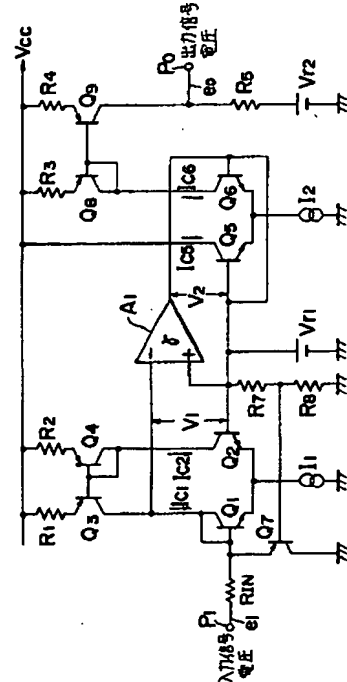 Vcc
R1
R2
R3
R4
Q3
Q4
Q8
Q9
P0
出力信号
電圧
e0
A1
γ
−
+
V1
V2
IC1
IC2
IC5
IC6
R5
P1
入力信号
電圧
e1
RIN
Q1
Q2
Q5
Q6
Q7
R7
R8
I1
Vr1
I2
Vr2